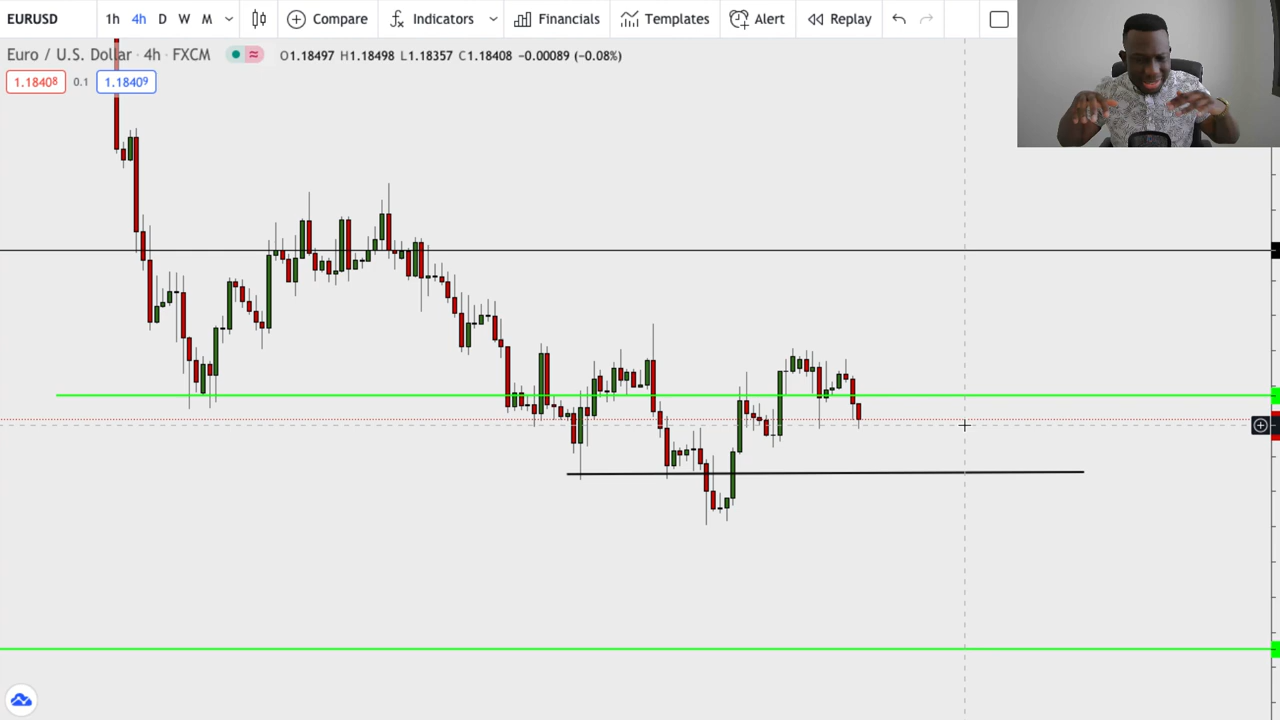 EURUSD 1h 4h D W M Compare Indicators Financials Templates Alert Replay
Euro / U.S. Dollar · 4h · FXCM ≈ O1.18497 H1.18498 L1.18357 C1.18408 −0.00089 (−0.08%)
1.18408 0.1 1.18409